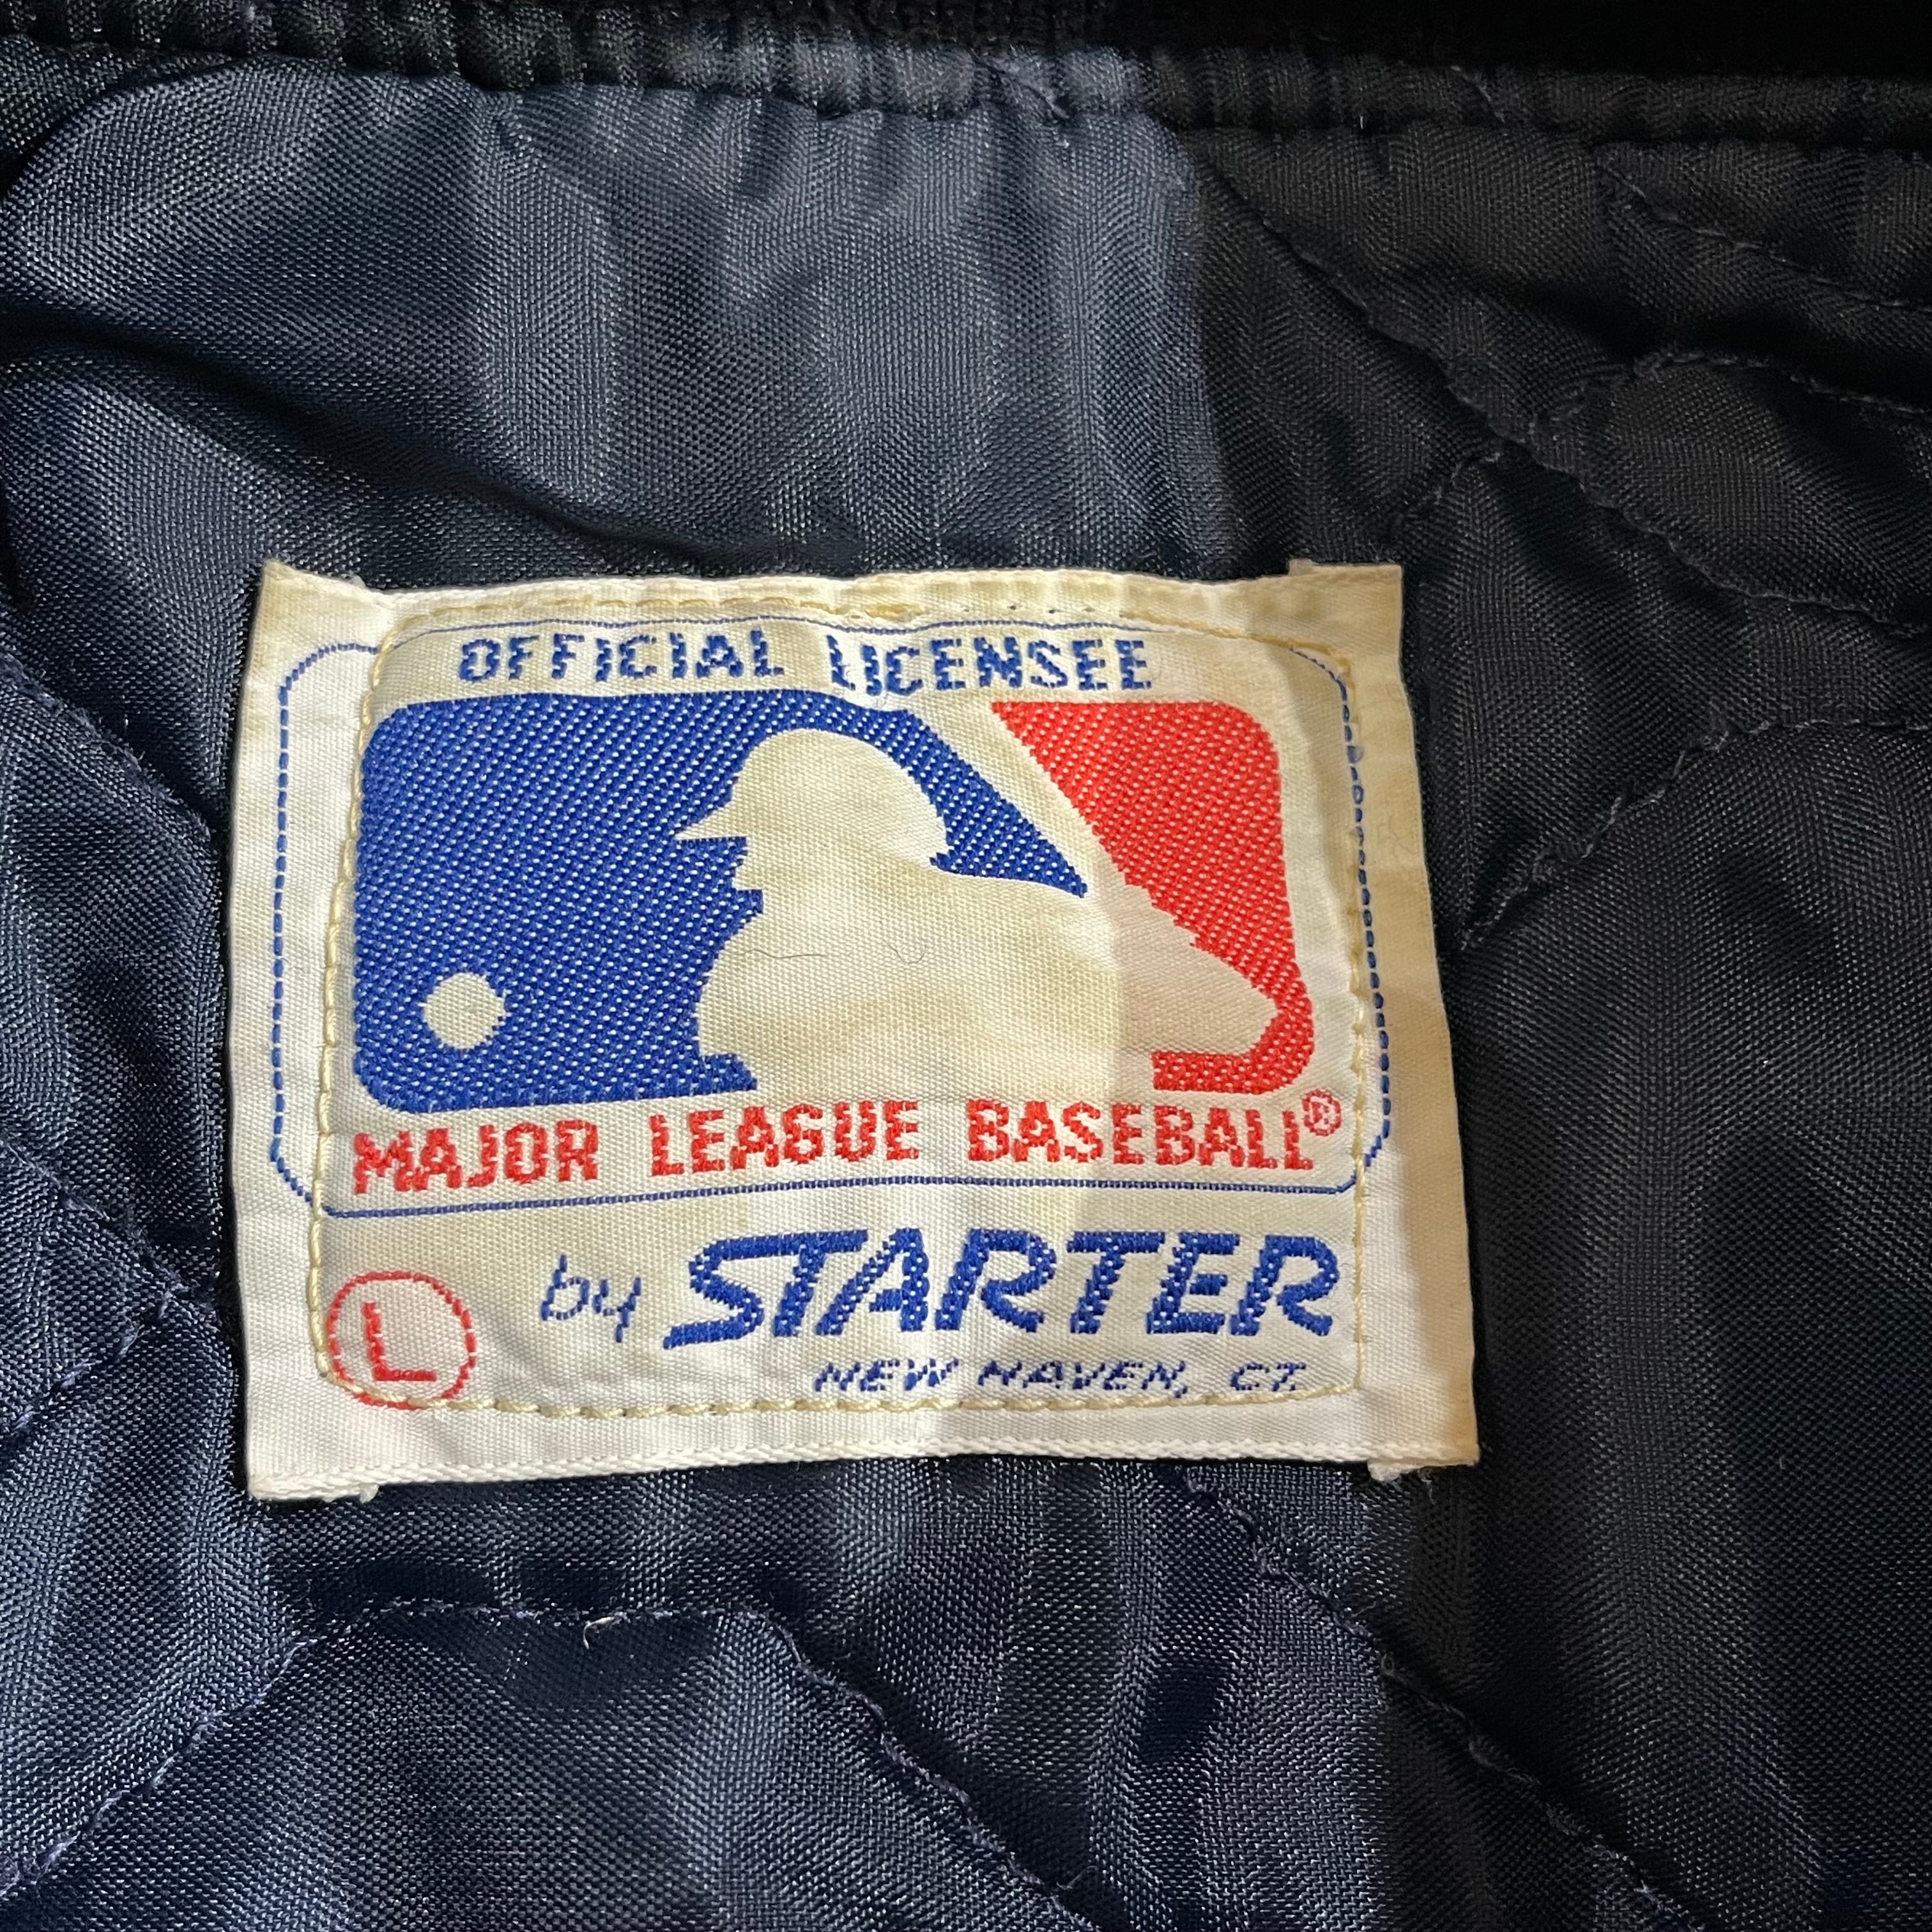 OFFICIAL LICENSEE
MAJOR LEAGUE BASEBALL®
L by STARTER
NEW HAVEN, CT.